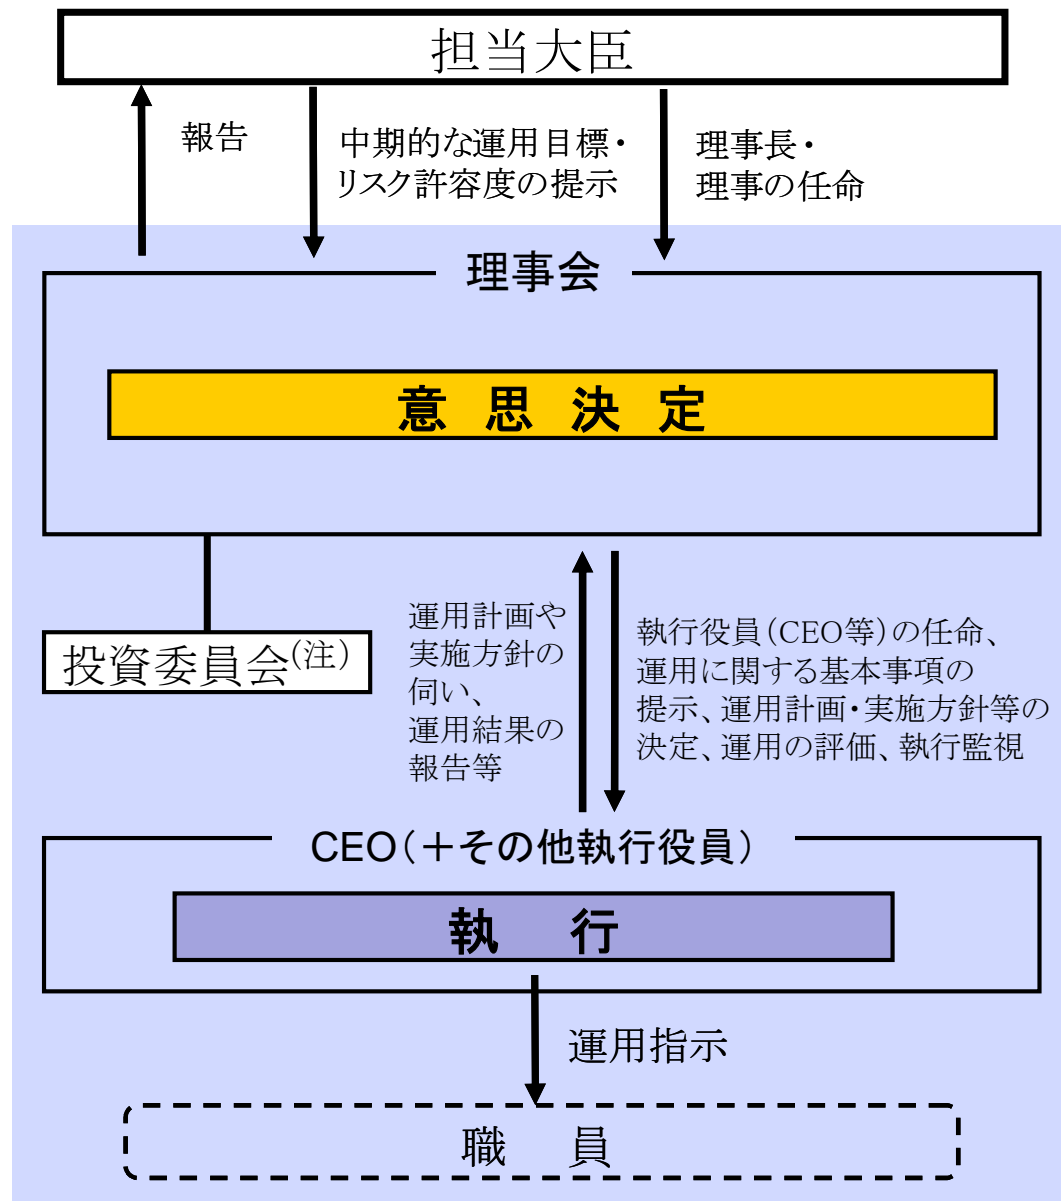 担当大臣
報告
中期的な運用目標・
リスク許容度の提示
理事長・
理事の任命
理事会
意思決定
投資委員会(注)
運用計画や
実施方針の
伺い、
運用結果の
報告等
執行役員(CEO等)の任命、
運用に関する基本事項の
提示、運用計画・実施方針等の
決定、運用の評価、執行監視
CEO(+その他執行役員)
執行
運用指示
職員